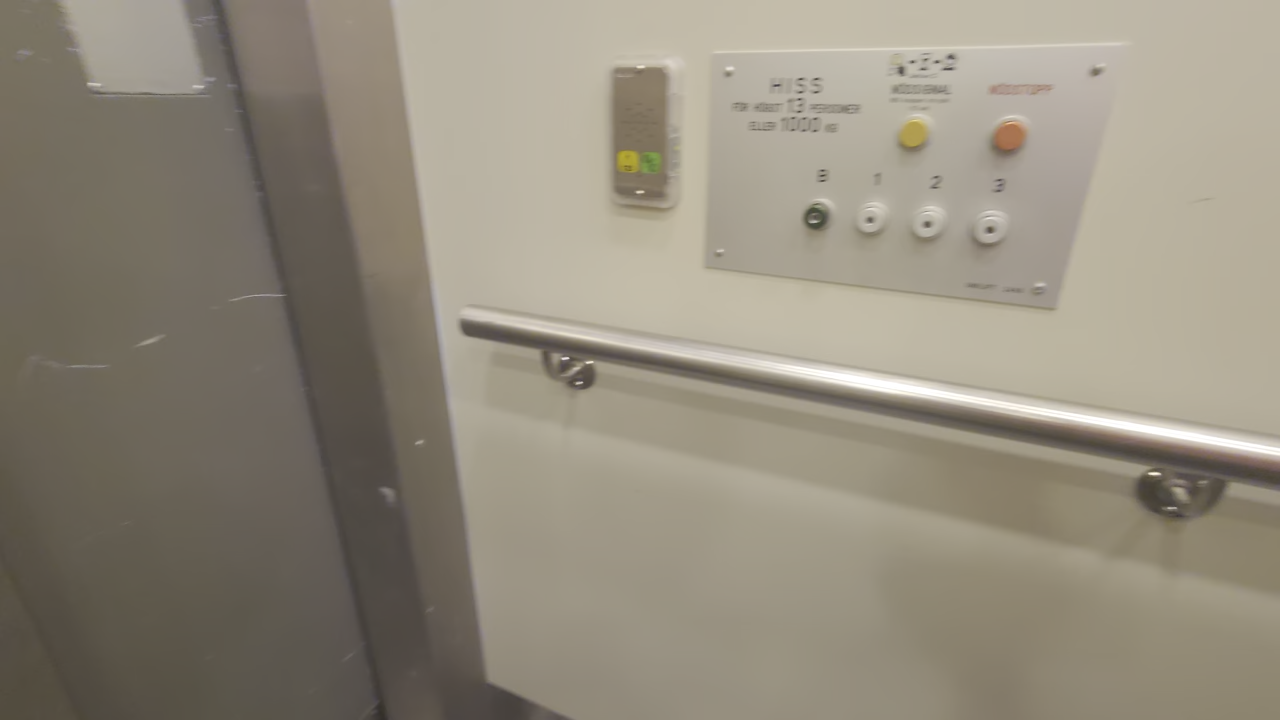 HISS
FÖR HÖGST 13 PERSONER
ELLER 1000 KG
NÖDSIGNAL
NÖDSTOPP
B 1 2 3